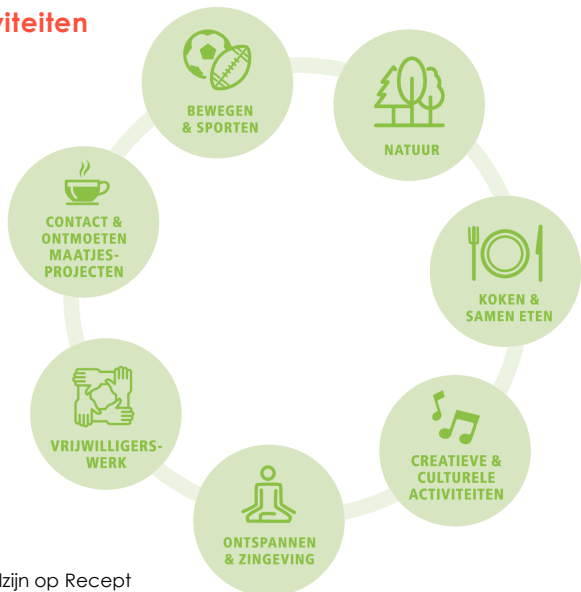 viteiten
BEWEGEN
& SPORTEN
NATUUR
KOKEN &
SAMEN ETEN
CREATIEVE &
CULTURELE
ACTIVITEITEN
ONTSPANNEN
& ZINGEVING
VRIJWILLIGERS-
WERK
CONTACT &
ONTMOETEN
MAATJES-
PROJECTEN
lzijn op Recept